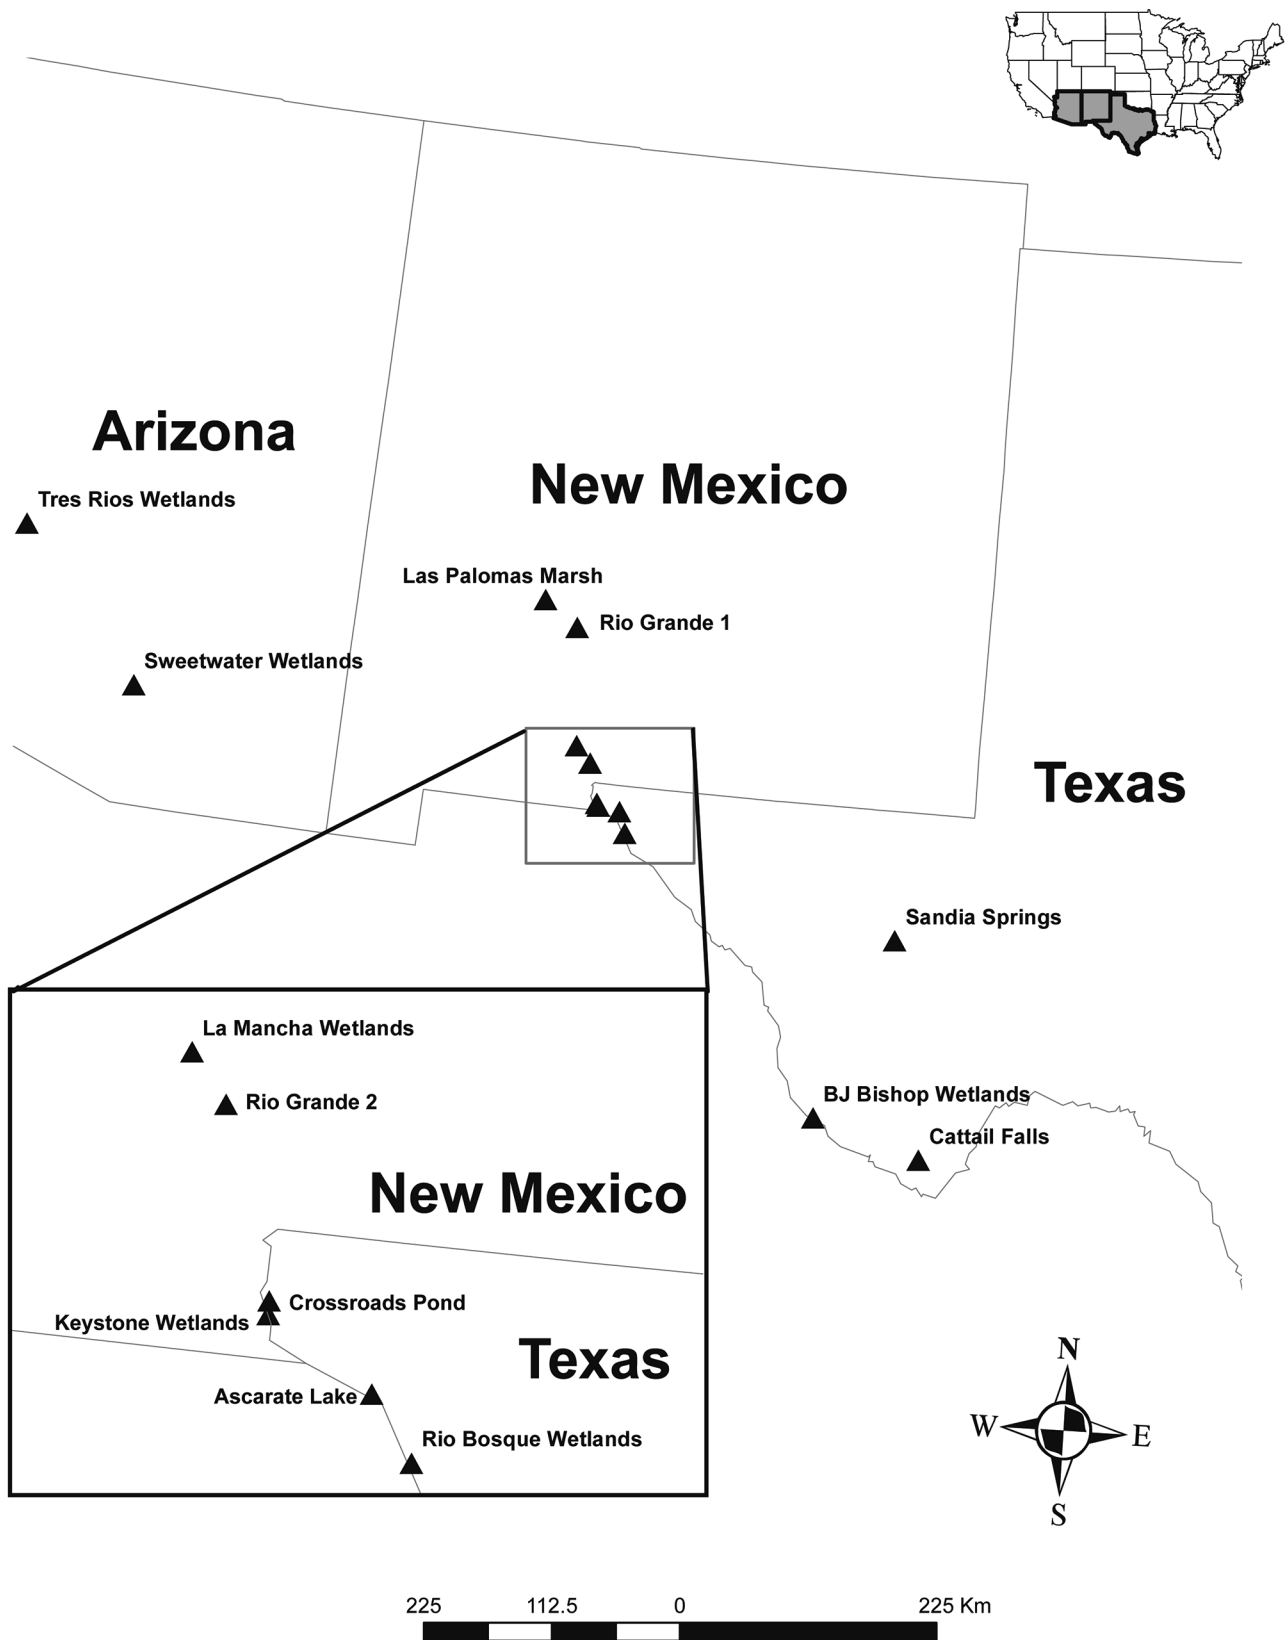 Arizona
New Mexico
Tres Rios Wetlands
Las Palomas Marsh
Rio Grande 1
Sweetwater Wetlands
Texas
Sandia Springs
La Mancha Wetlands
Rio Grande 2
BJ Bishop Wetlands
Cattail Falls
New Mexico
Crossroads Pond
Keystone Wetlands
Texas
Ascarate Lake
Rio Bosque Wetlands
N
W
E
S
225 112.5 0 225 Km